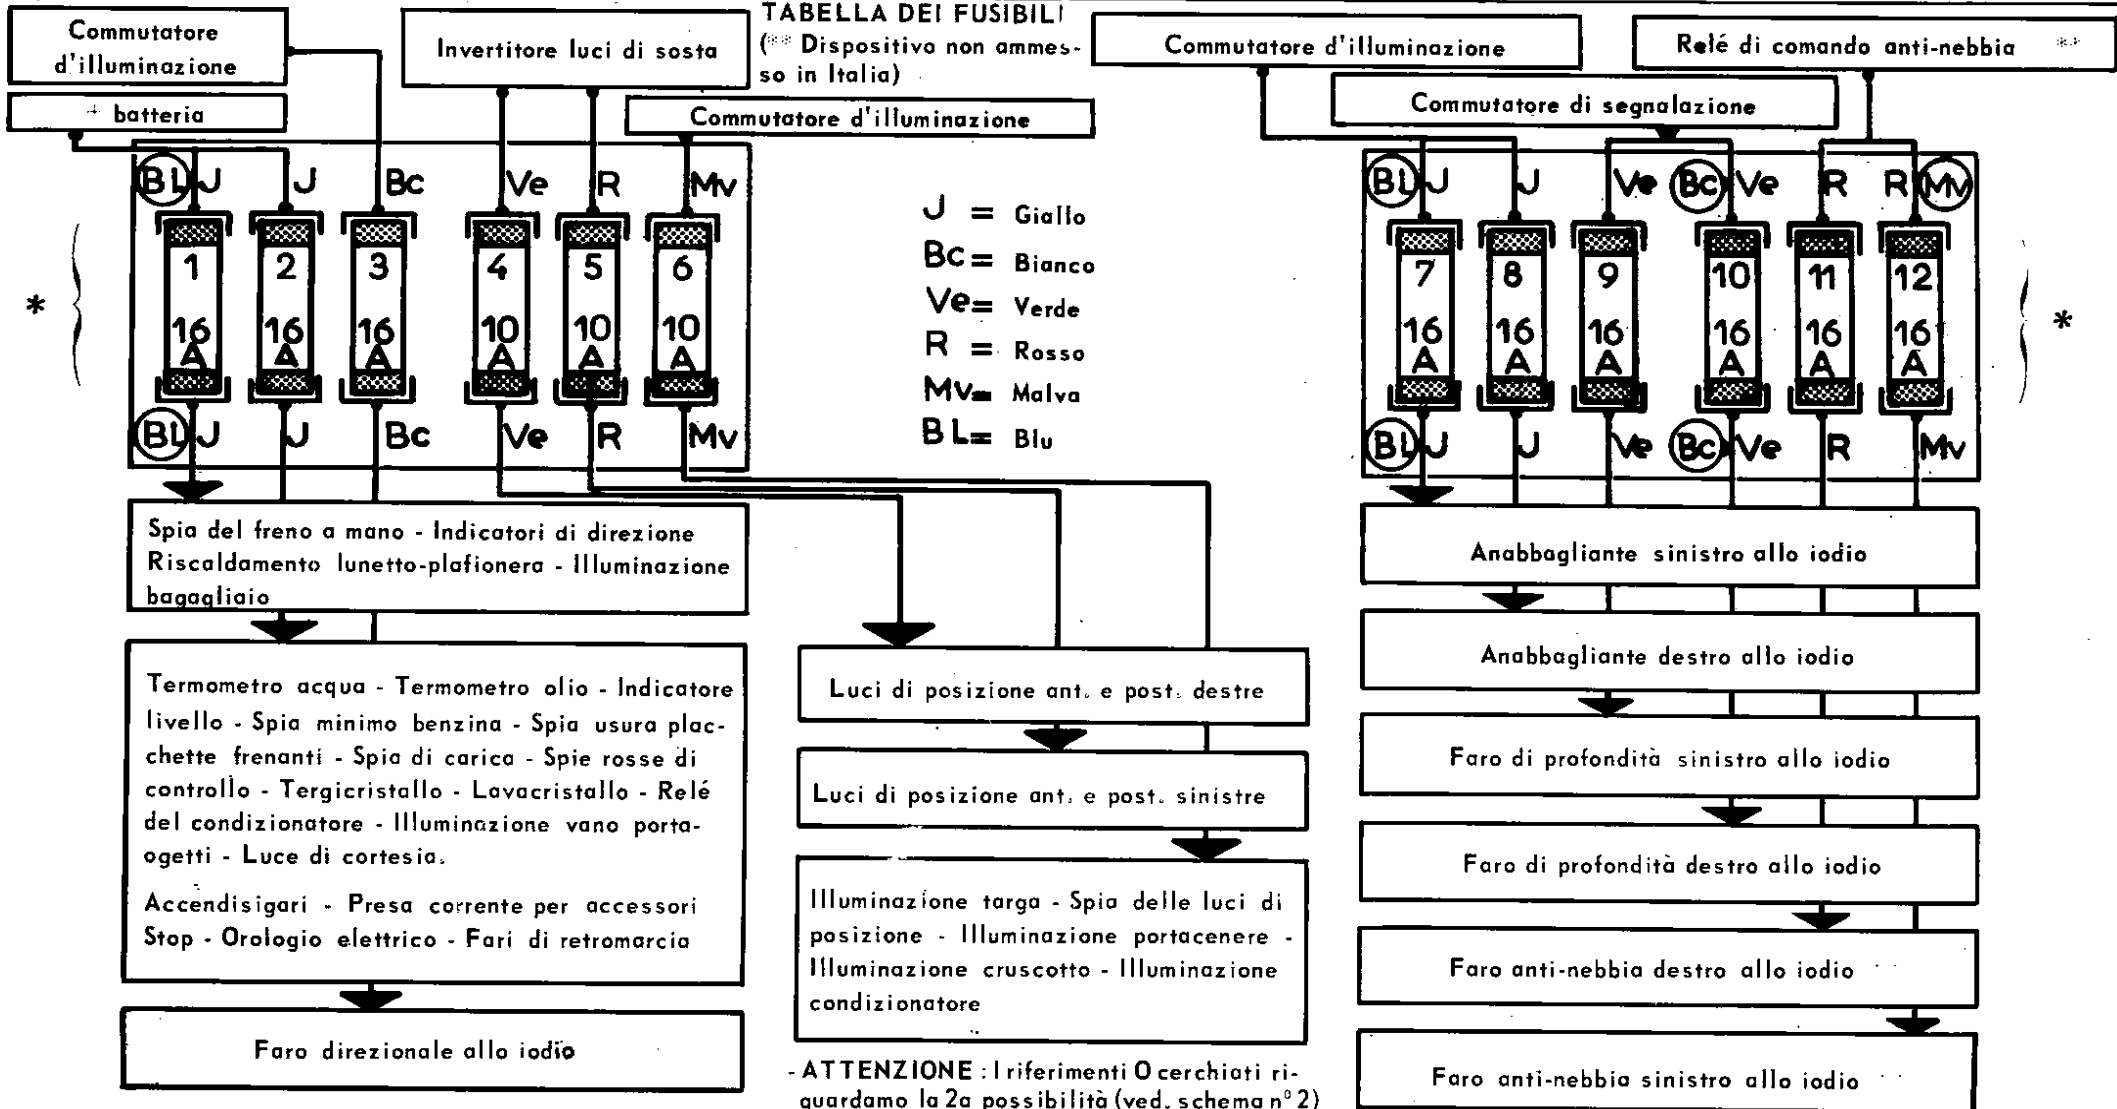 TABELLA DEI FUSIBILI
(** Dispositivo non ammes-
so in Italia)
Commutatore
d'illuminazione
+ batteria
Invertitore luci di sosta
Commutatore d'illuminazione
Commutatore d'illuminazione
Relé di comando anti-nebbia **
Commutatore di segnalazione
BL J J Bc Ve R Mv
1 2 3 4 5 6
16 16 16 10 10 10
A A A A A A
BL J J Bc Ve R Mv
*
J = Giallo
Bc = Bianco
Ve = Verde
R = Rosso
Mv = Malva
BL = Blu
BL J J Ve Bc Ve R R Mv
7 8 9 10 11 12
16 16 16 16 16 16
A A A A A A
BL J J Ve Bc Ve R Mv
*
Spia del freno a mano - Indicatori di direzione
Riscaldamento lunetto-plafionera - Illuminazione
bagagliaio
Termometro acqua - Termometro olio - Indicatore
livello - Spia minimo benzina - Spia usura plac-
chette frenanti - Spia di carica - Spie rosse di
controllo - Tergicristallo - Lavacristallo - Relé
del condizionatore - Illuminazione vano porta-
ogetti - Luce di cortesia.
Accendisigari - Presa corrente per accessori
Stop - Orologio elettrico - Fari di retromarcia
Faro direzionale allo iodio
Luci di posizione ant. e post. destre
Luci di posizione ant. e post. sinistre
Illuminazione targa - Spia delle luci di
posizione - Illuminazione portacenere -
Illuminazione cruscotto - Illuminazione
condizionatore
- ATTENZIONE : I riferimenti O cerchiati ri-
guardamo la 2a possibilità (ved. schema n° 2)
Anabbagliante sinistro allo iodio
Anabbagliante destro allo iodio
Faro di profondità sinistro allo iodio
Faro di profondità destro allo iodio
Faro anti-nebbia destro allo iodio
Faro anti-nebbia sinistro allo iodio